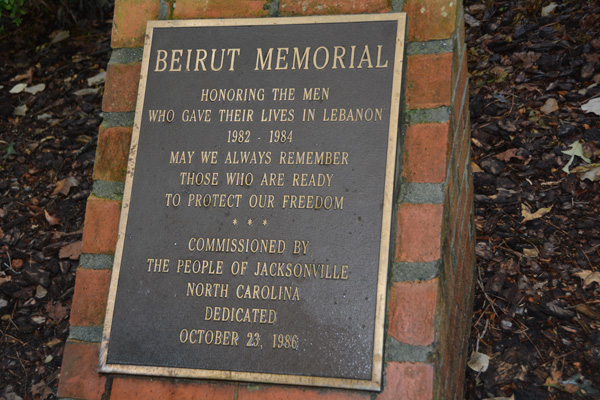 BEIRUT MEMORIAL
HONORING THE MEN
WHO GAVE THEIR LIVES IN LEBANON
1982 - 1984
MAY WE ALWAYS REMEMBER
THOSE WHO ARE READY
TO PROTECT OUR FREEDOM
* * *
COMMISSIONED BY
THE PEOPLE OF JACKSONVILLE
NORTH CAROLINA
DEDICATED
OCTOBER 23, 1986